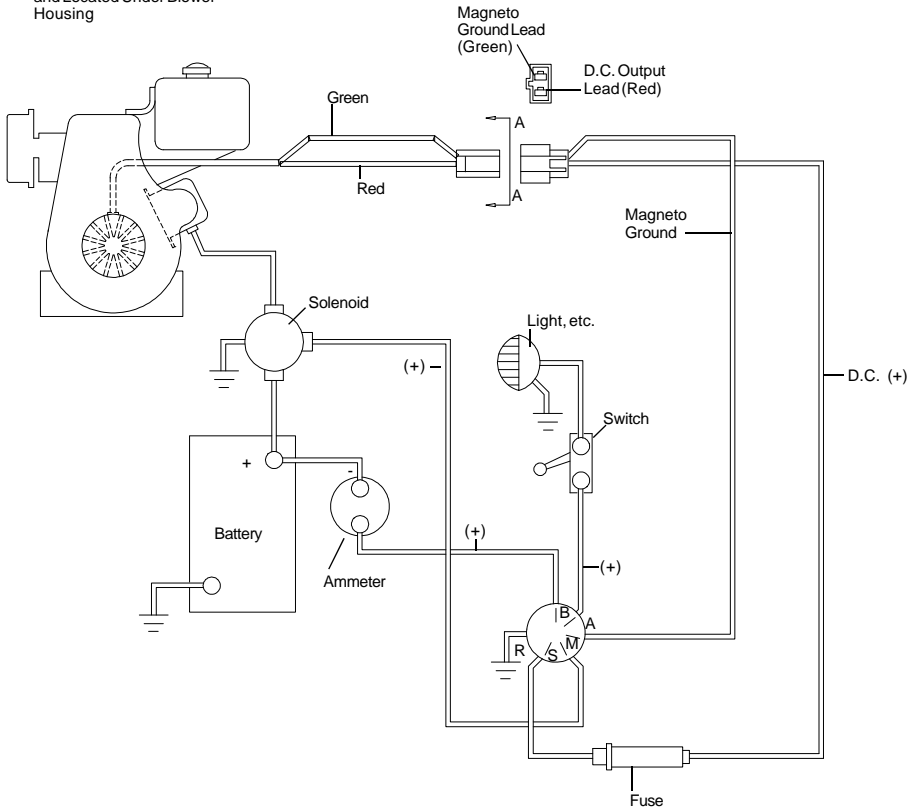 and Located Under Blower
Housing
Magneto
Ground Lead
(Green)
D.C. Output
Lead (Red)
Green
A
Red
A
Magneto
Ground
Solenoid
Light, etc.
(+)
D.C. (+)
Switch
+
-
Battery
(+)
(+)
Ammeter
B
A
M
R
S
Fuse